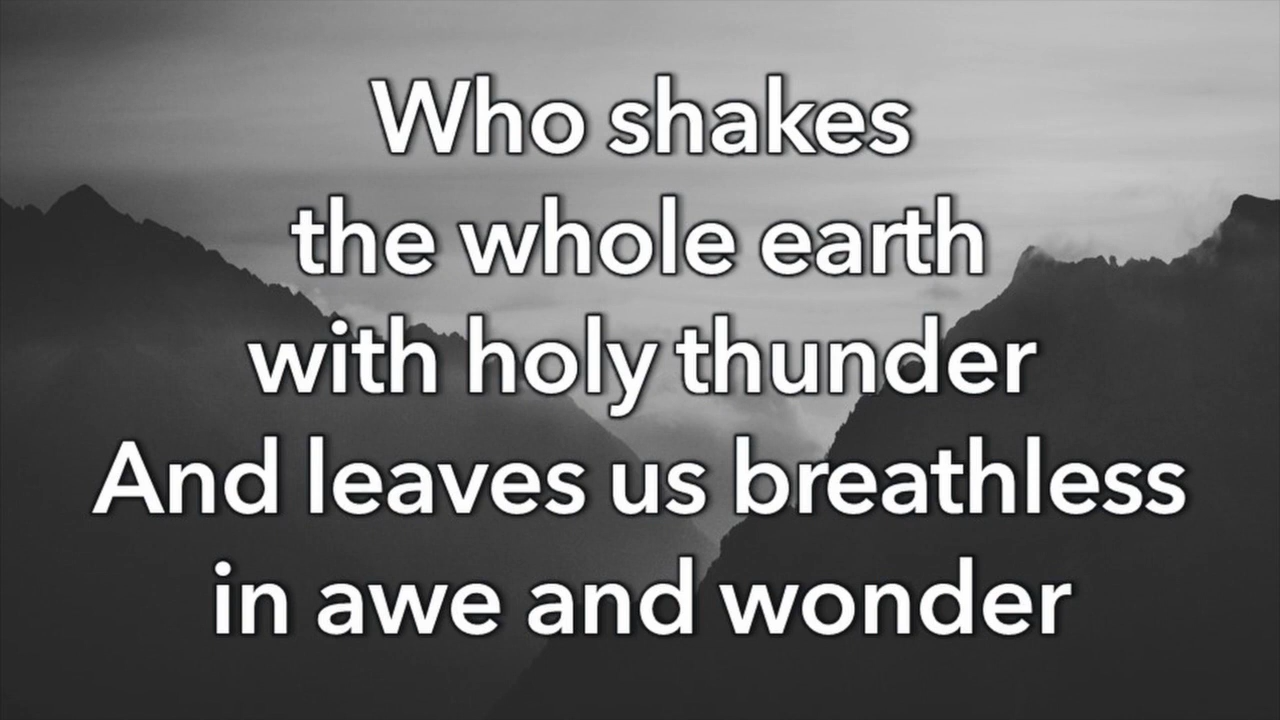 Who shakes
the whole earth
with holy thunder
And leaves us breathless
in awe and wonder